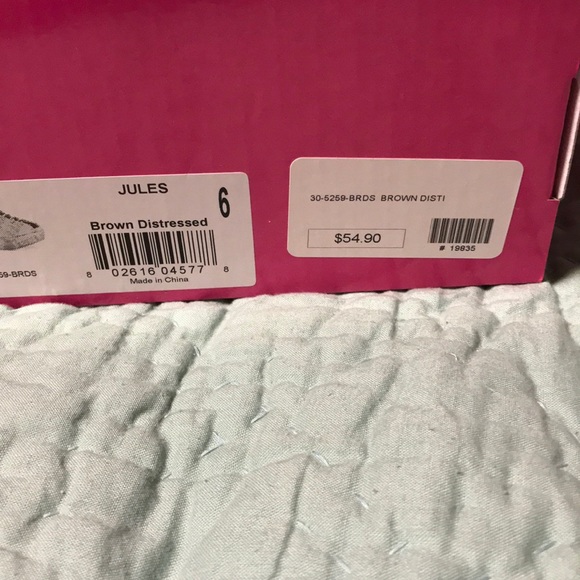 JULES
6
Brown Distressed
8 02616 04577 8
Made in China
59-BRDS
30-5259-BRDS BROWN DISTI
$54.90
# 19835